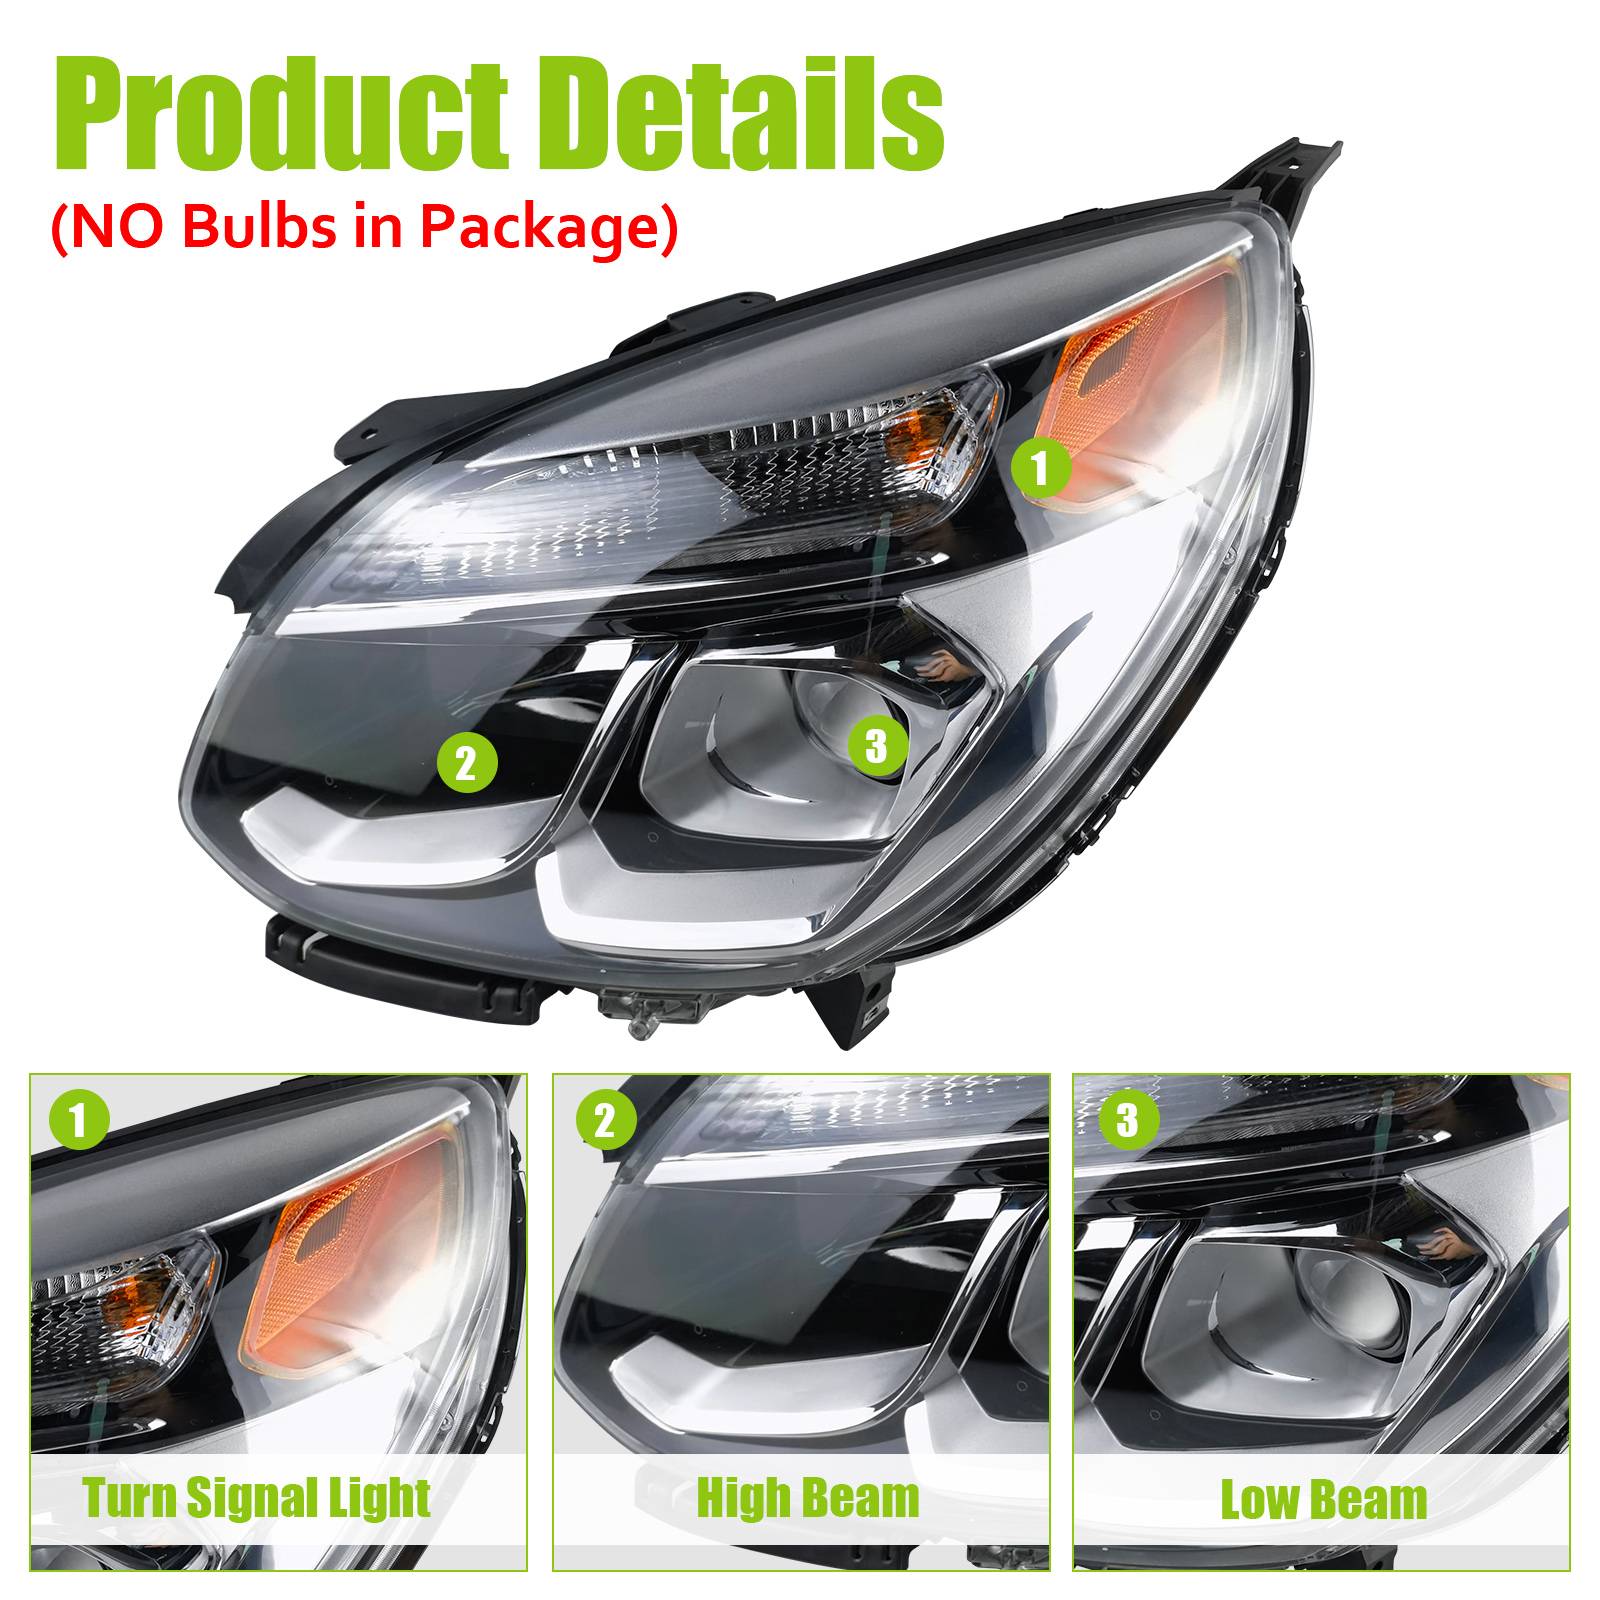 Product Details
(NO Bulbs in Package)
1
2
3
1
Turn Signal Light
2
High Beam
3
Low Beam